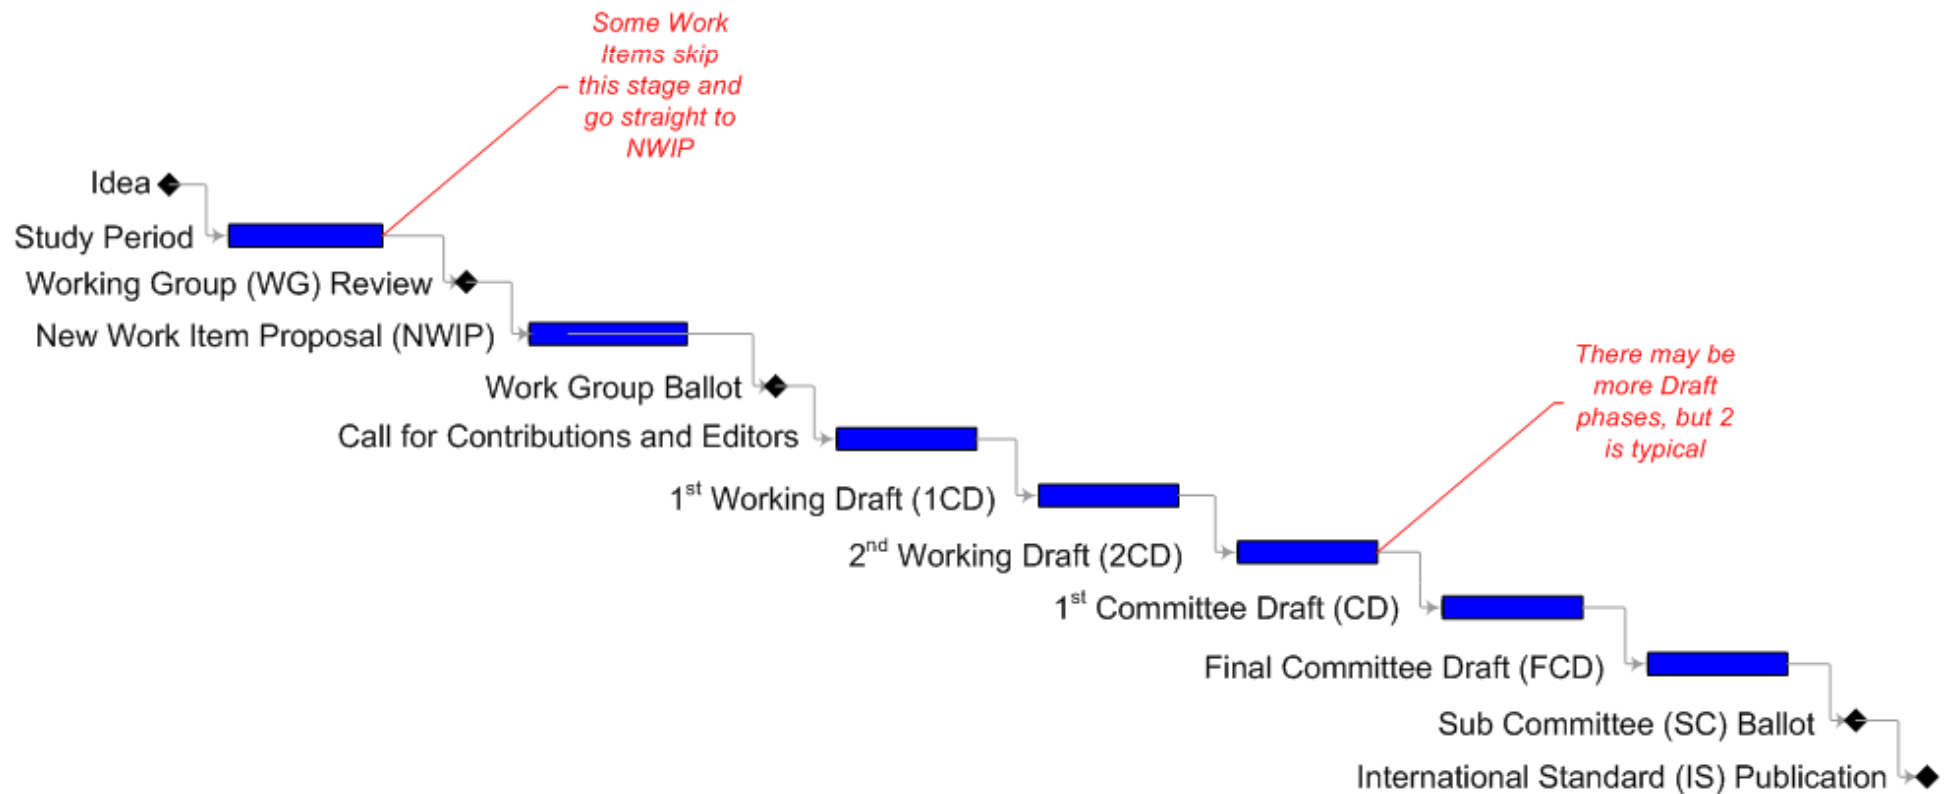 Some Work
Items skip
this stage and
go straight to
NWIP
Idea
Study Period
Working Group (WG) Review
New Work Item Proposal (NWIP)
There may be
more Draft
phases, but 2
is typical
Work Group Ballot
Call for Contributions and Editors
1st Working Draft (1CD)
2nd Working Draft (2CD)
1st Committee Draft (CD)
Final Committee Draft (FCD)
Sub Committee (SC) Ballot
International Standard (IS) Publication